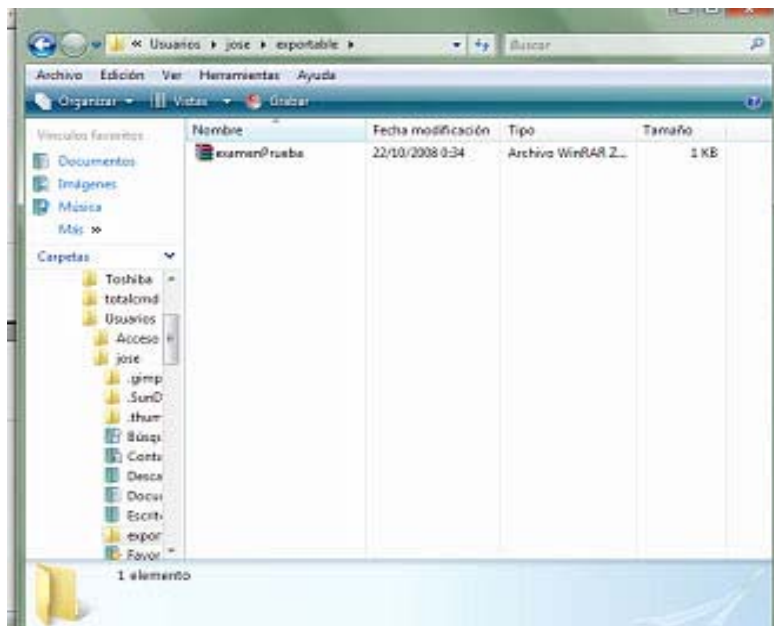 « Usuarios ▸ jose ▸ exportable ▸
Buscar
Archivo Edición Ver Herramientas Ayuda
Organizar Vistas Grabar
Vínculos favoritos
Documentos
Imágenes
Música
Más »
Carpetas
Toshiba
totalcmd
Usuarios
Acceso
jose
.gimp
.SunD
.thum
Búsqu
Conta
Desca
Docu
Escrit
expor
Favor
Nombre Fecha modificación Tipo Tamaño
examenPrueba 22/10/2008 0:34 Archivo WinRAR Z... 1 KB
1 elemento